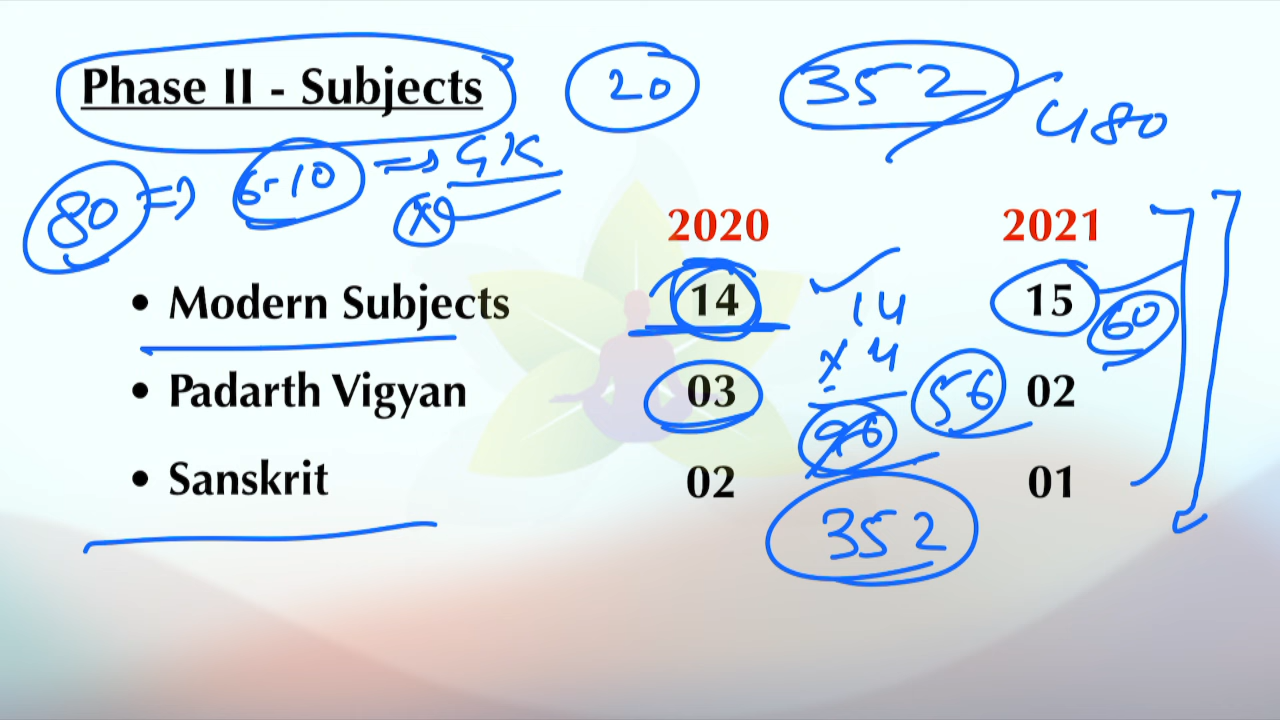 Phase II - Subjects 20 352 480
80 => 5-10 => GK
2020 2021
• Modern Subjects 14 14 15 60
x 4
• Padarth Vigyan 03 56 02
• Sanskrit 02 01
352